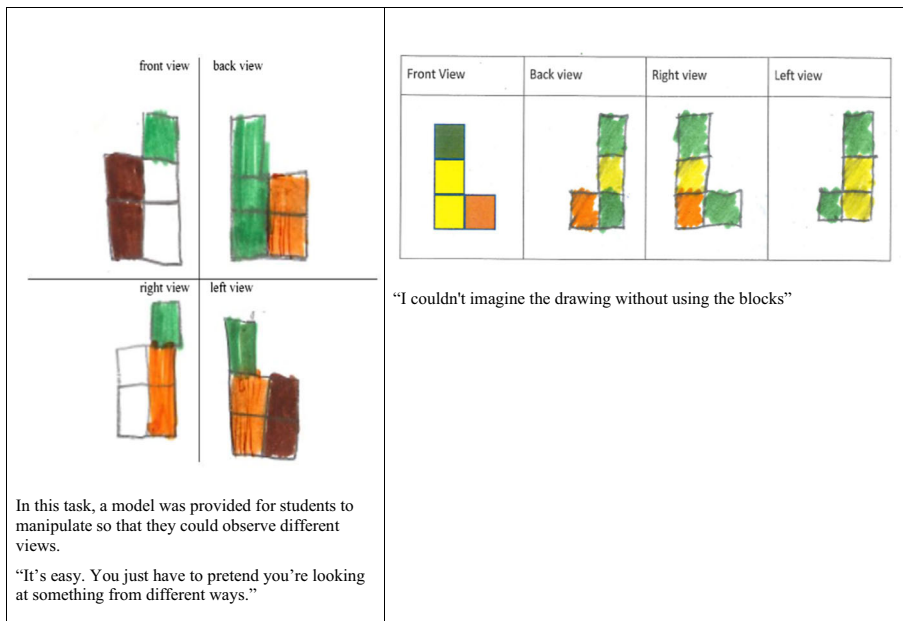 front view
back view
right view
left view
In this task, a model was provided for students to
manipulate so that they could observe different
views.
“It’s easy. You just have to pretend you’re looking
at something from different ways.”
Front View
Back view
Right view
Left view
“I couldn't imagine the drawing without using the blocks”